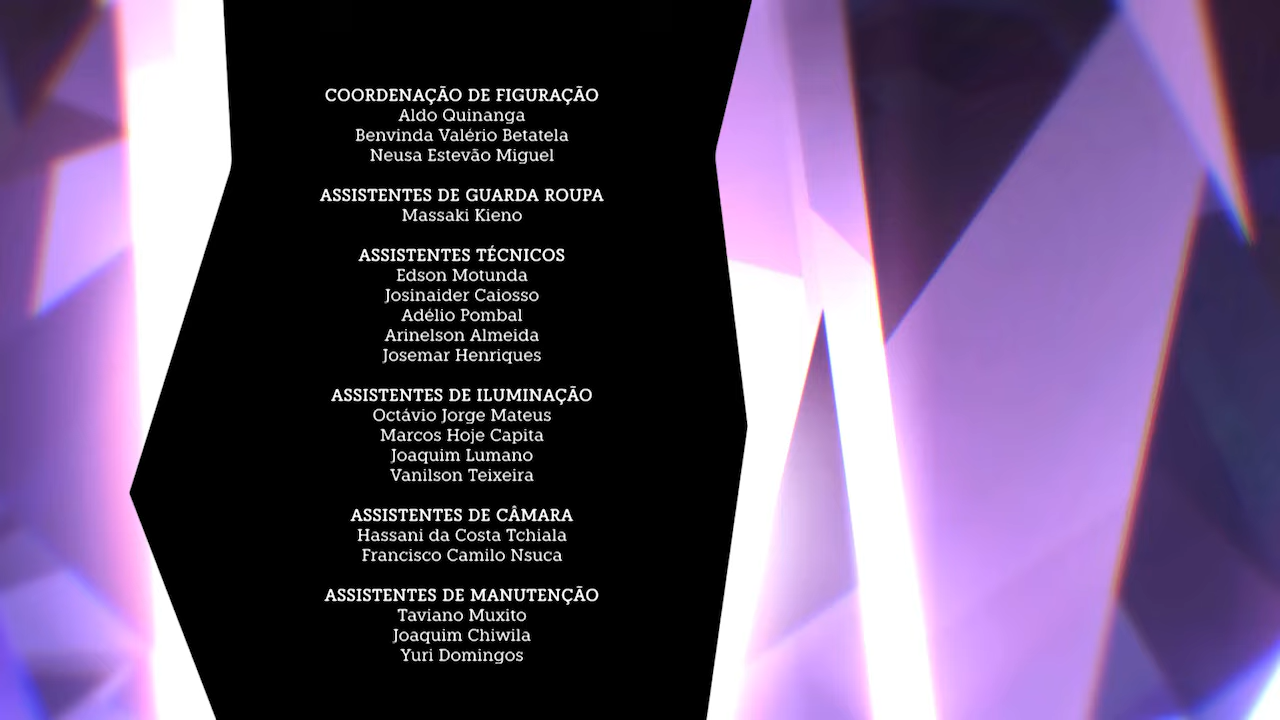 COORDENAÇÃO DE FIGURAÇÃO
Aldo Quinanga
Benvinda Valério Betatela
Neusa Estevão Miguel
ASSISTENTES DE GUARDA ROUPA
Massaki Kieno
ASSISTENTES TÉCNICOS
Edson Motunda
Josinaider Caiosso
Adélio Pombal
Arinelson Almeida
Josemar Henriques
ASSISTENTES DE ILUMINAÇÃO
Octávio Jorge Mateus
Marcos Hoje Capita
Joaquim Lumano
Vanilson Teixeira
ASSISTENTES DE CÂMARA
Hassani da Costa Tchiala
Francisco Camilo Nsuca
ASSISTENTES DE MANUTENÇÃO
Taviano Muxito
Joaquim Chiwila
Yuri Domingos